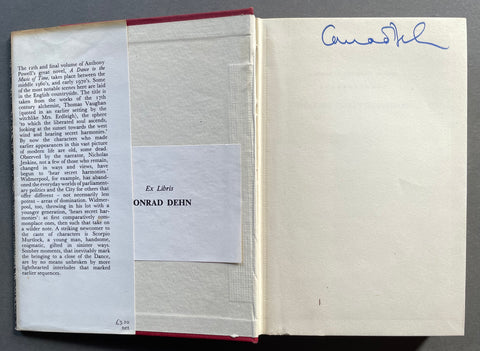 The 12th and final volume of Anthony
Powell's great novel, A Dance to the
Music of Time, takes place between the
middle 1960's, and early 1970's. Some
of the most notable scenes here are laid
in the English countryside. The title is
taken from the works of the 17th
century alchemist, Thomas Vaughan
(quoted in an earlier setting by the
witchlike Mrs. Erdleigh), the sphere
'to which the liberated soul ascends,
looking at the sunset towards the west
wind and hearing secret harmonies.'
By now the characters who made
earlier appearances in this vast picture
of modern life are old, some dead.
Observed by the narrator, Nicholas
Jenkins, not a few of those who remain,
changed in ways and views, have
begun to 'hear secret harmonies.'
Widmerpool, for example, has aband-
oned the everyday worlds of parliament-
ary politics and the City for others that
offer different - not necessarily less
potent - areas of domination. Widmer-
pool, too, throwing in his lot with a
younger generation, 'hears secret har-
monies': at first comparatively com-
monplace ones, then such that take on
a wilder note. A striking newcomer to
the caste of characters is Scorpio
Murtlock, a young man, handsome,
enigmatic, gifted in sinister ways.
Sombre moments, that inevitably mark
the bringing to a close of the Dance,
are by no means unbroken by more
lighthearted interludes that marked
earlier sequences.
net
Ex Libris
ONRAD DEHN
Conrad Dehn